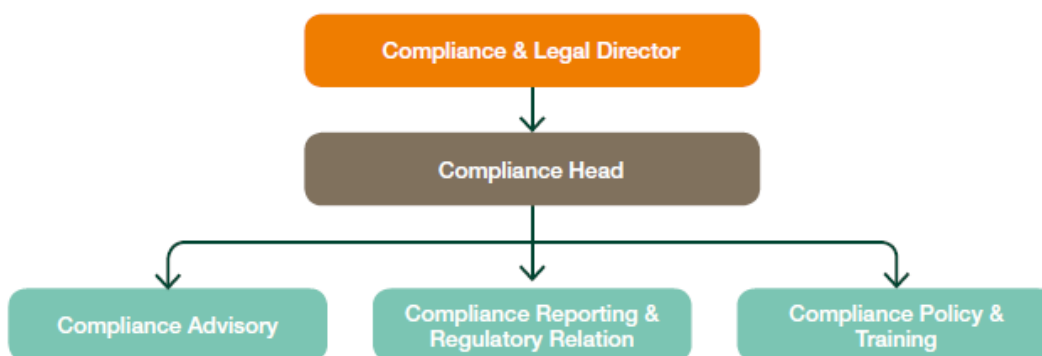 Compliance & Legal Director
Compliance Head
Compliance Advisory
Compliance Reporting &
Regulatory Relation
Compliance Policy &
Training